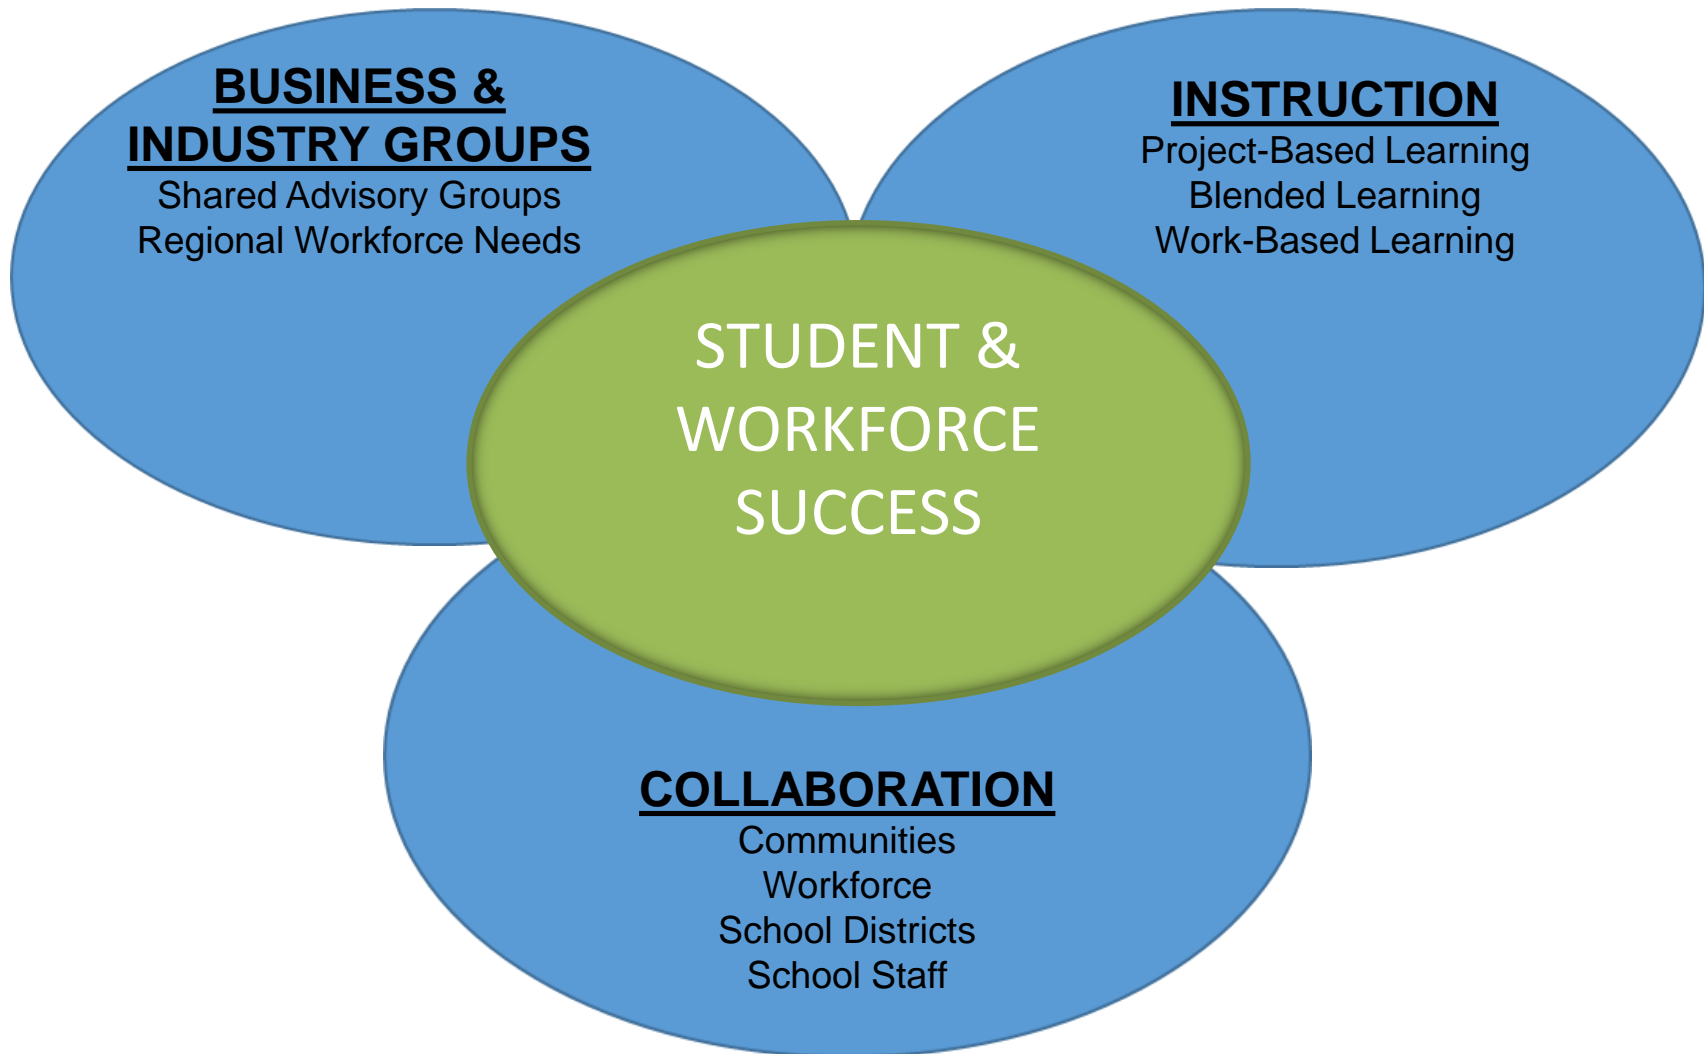 BUSINESS &
INDUSTRY GROUPS
Shared Advisory Groups
Regional Workforce Needs
INSTRUCTION
Project-Based Learning
Blended Learning
Work-Based Learning
STUDENT &
WORKFORCE
SUCCESS
COLLABORATION
Communities
Workforce
School Districts
School Staff